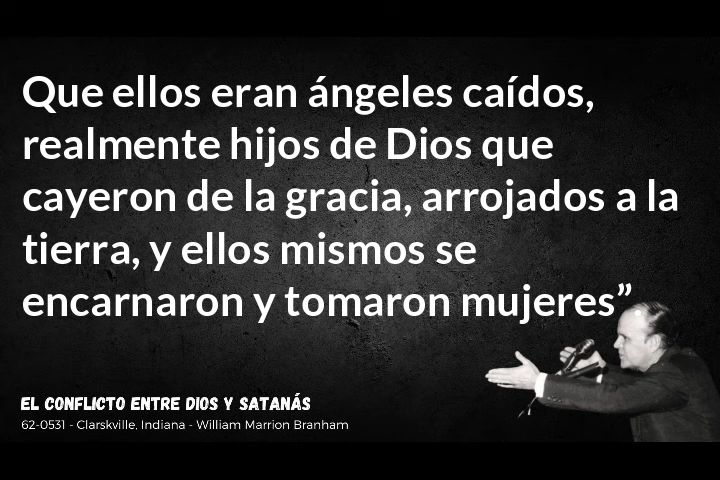 Que ellos eran ángeles caídos,
realmente hijos de Dios que
cayeron de la gracia, arrojados a la
tierra, y ellos mismos se
encarnaron y tomaron mujeres”.
EL CONFLICTO ENTRE DIOS Y SATANÁS
62-0531 - Clarskville, Indiana - William Marrion Branham